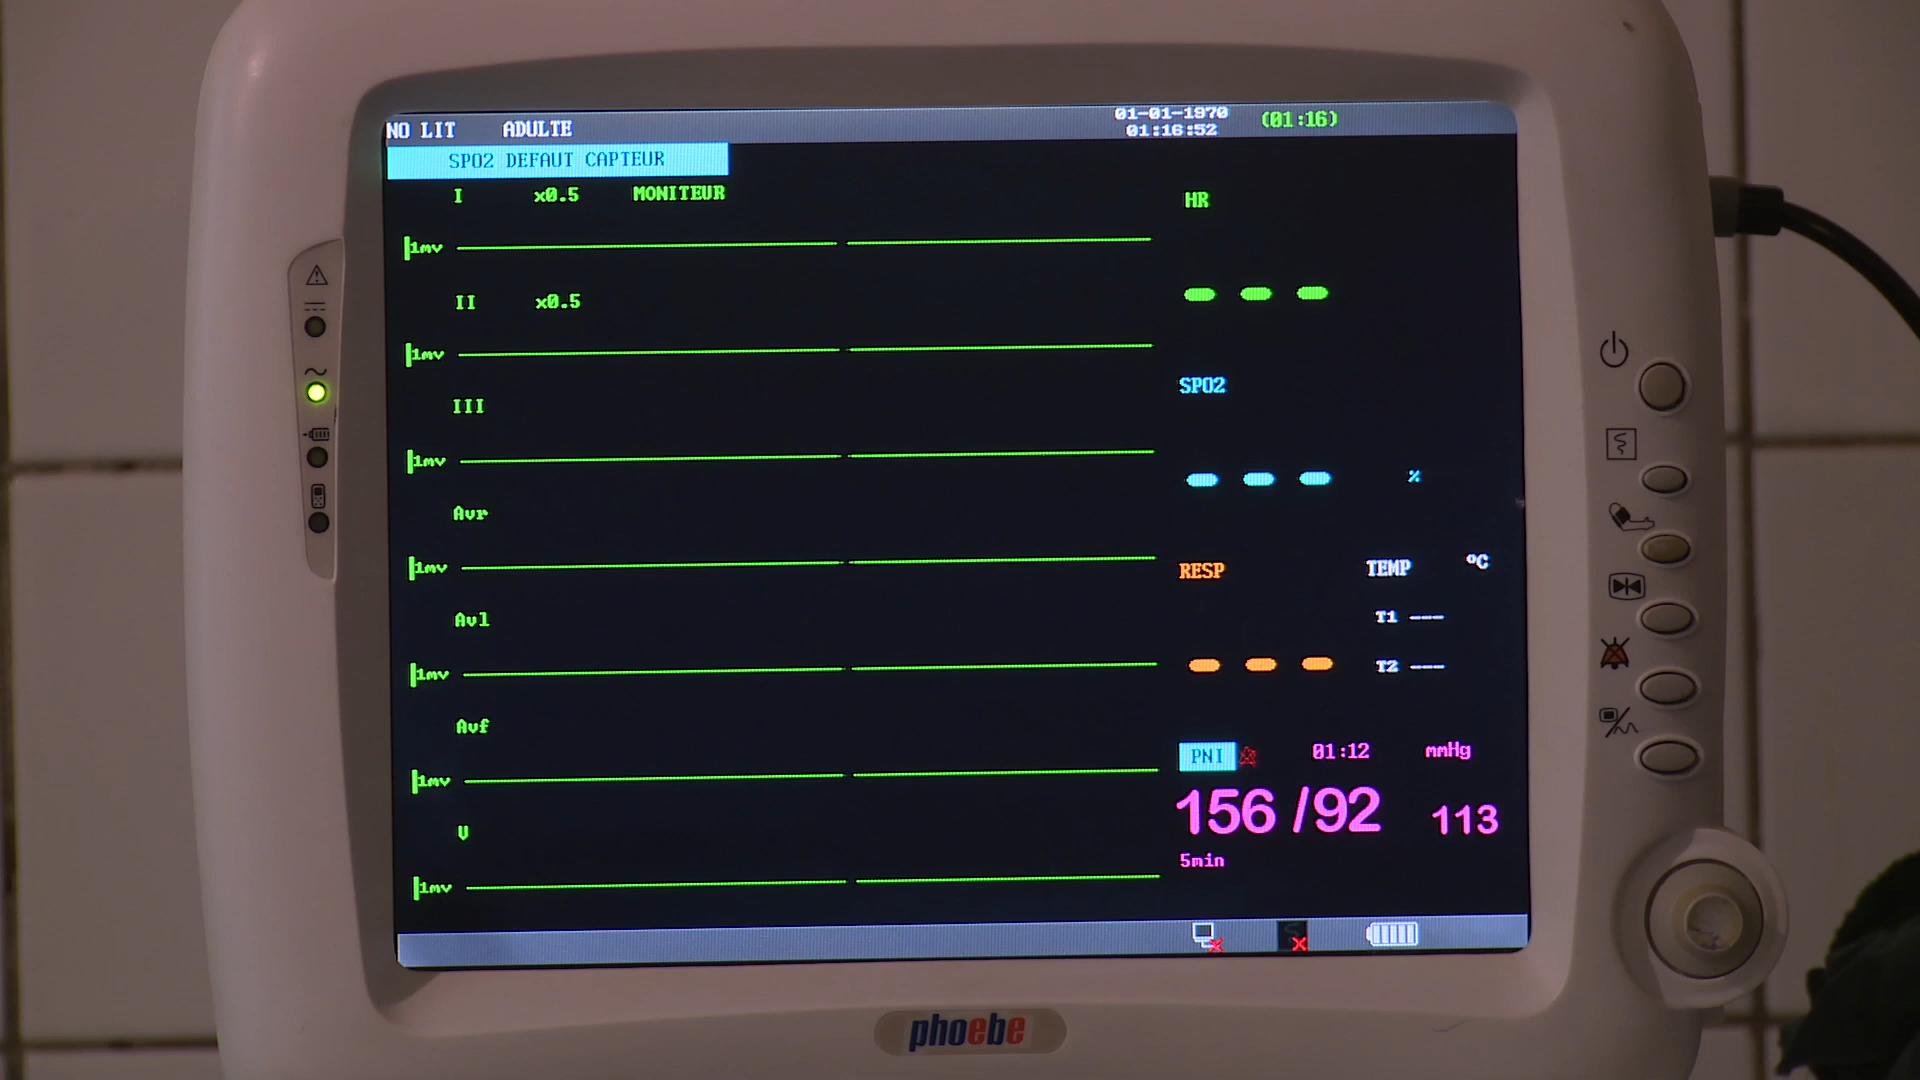 NO LIT ADULTE 01-01-1970 (01:16)
01:16:52
SPO2 DEFAUT CAPTEUR
I x0.5 MONITEUR
HR
1mv
II x0.5
--- 
1mv
SPO2
III
1mv
--- %
Avr
1mv
RESP TEMP ºC
Avl
T1 ---
1mv
--- T2 ---
Avf
PNI 01:12 mmHg
1mv
156 /92 113
V
5min
1mv
phoebe